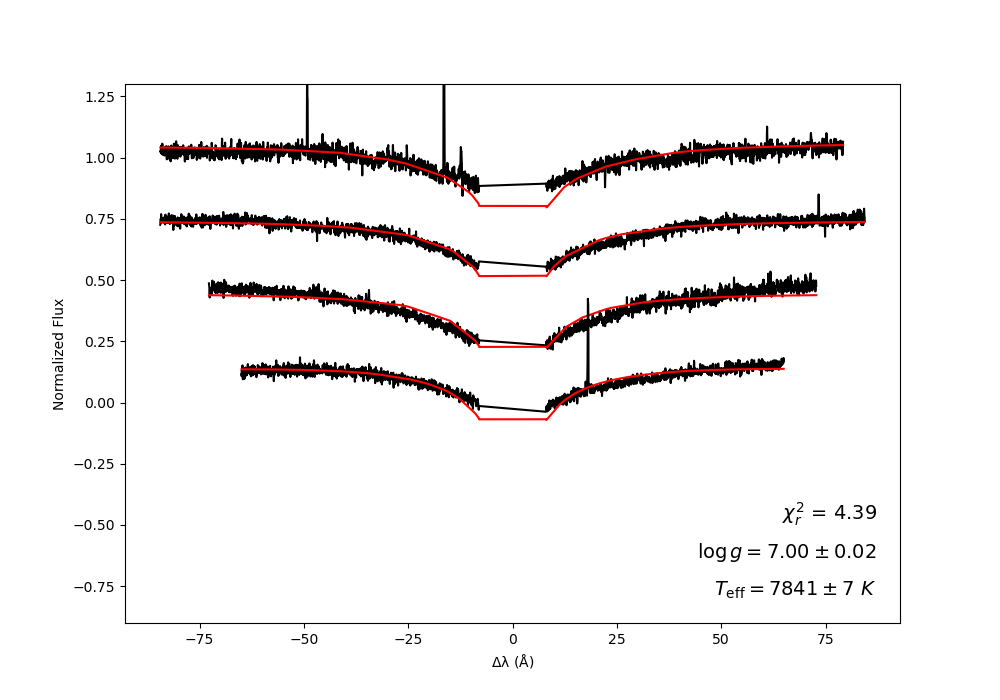 1.25
1.00
0.75
0.50
0.25
0.00
−0.25
−0.50
−0.75
Normalized Flux
χ²ᵣ = 4.39
log g = 7.00 ± 0.02
T_eff = 7841 ± 7 K
−75 −50 −25 0 25 50 75
Δλ (Å)